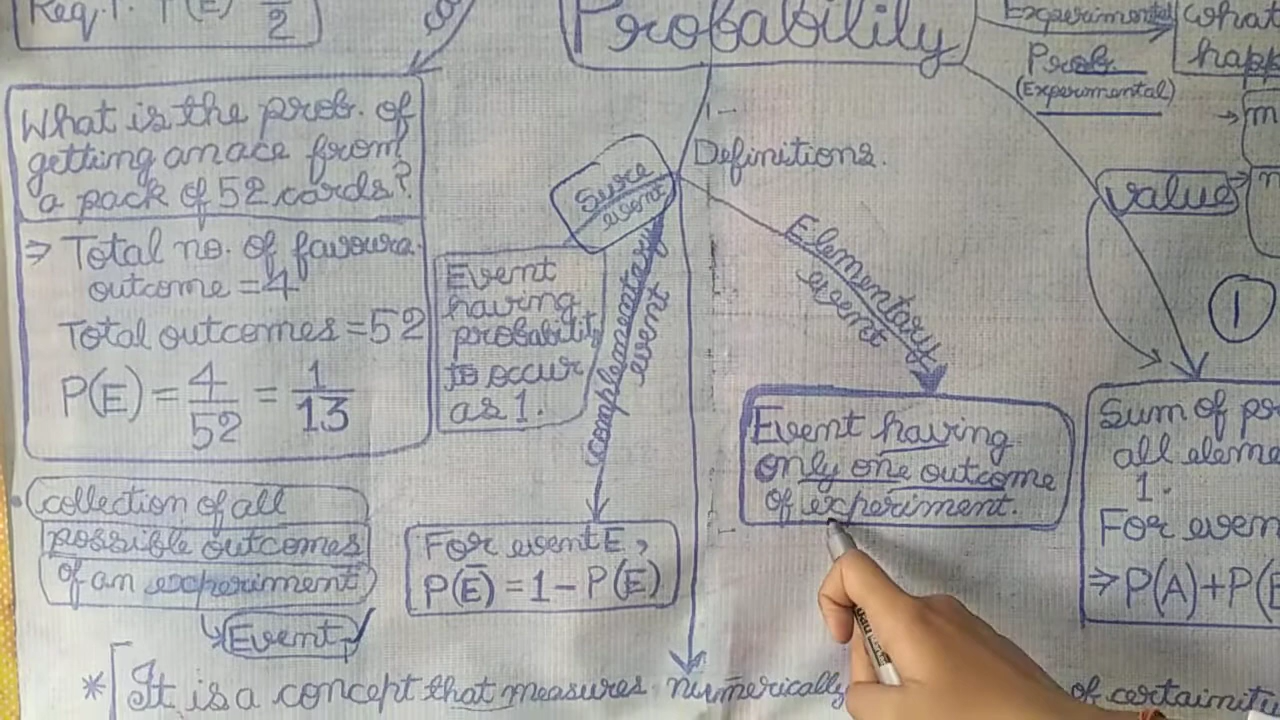 Req.1. P(E) 2
Probability
Experimental
What
happ
Prob.
(Experimental)
Definitions.
What is the prob. of
getting an ace from
a pack of 52 cards?
⇒ Total no. of favoura.
outcome = 4
Total outcomes = 52
P(E) = 4/52 = 1/13
Sure
event
Event
having
probability
to occur
as 1.
complementary
event
For event E,
P(Ē) = 1 - P(E)
Elementary
event
Event having
only one outcome
of experiment.
value
1
Sum of
all eleme
1.
For even
⇒ P(A)+P(
collection of all
possible outcomes
of an experiment
Event
* It is a concept that measures numerically of certainity